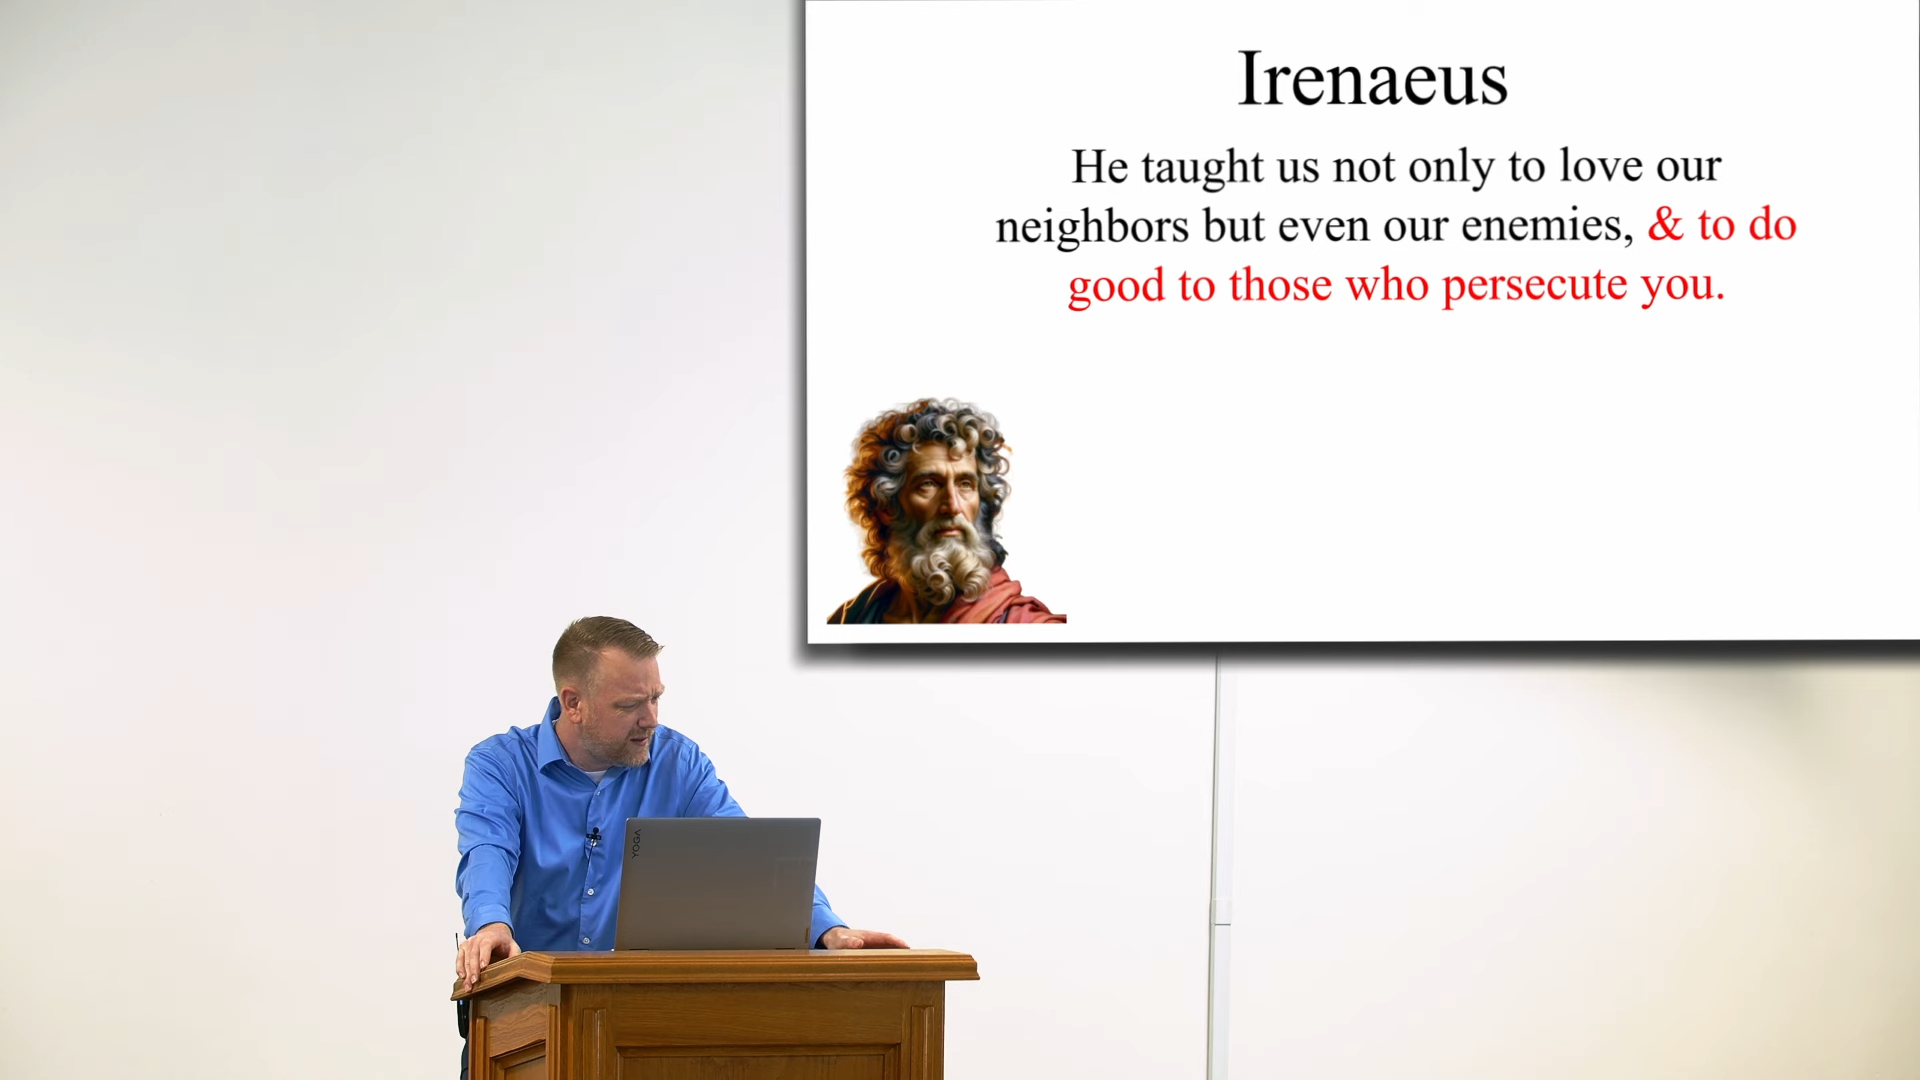 Irenaeus
He taught us not only to love our
neighbors but even our enemies, & to do
good to those who persecute you.
YOGA